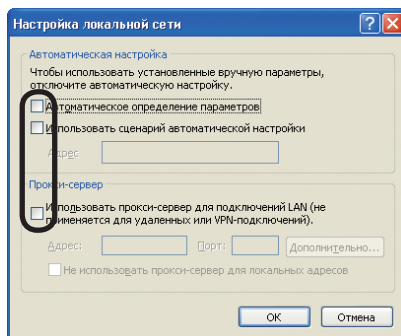 Настройка локальной сети
Автоматическая настройка
Чтобы использовать установленные вручную параметры,
отключите автоматическую настройку.
Автоматическое определение параметров
Использовать сценарий автоматической настройки
Адрес
Прокси-сервер
Использовать прокси-сервер для подключений LAN (не
применяется для удаленных или VPN-подключений).
Адрес:
Порт:
Дополнительно...
Не использовать прокси-сервер для локальных адресов
ОК
Отмена